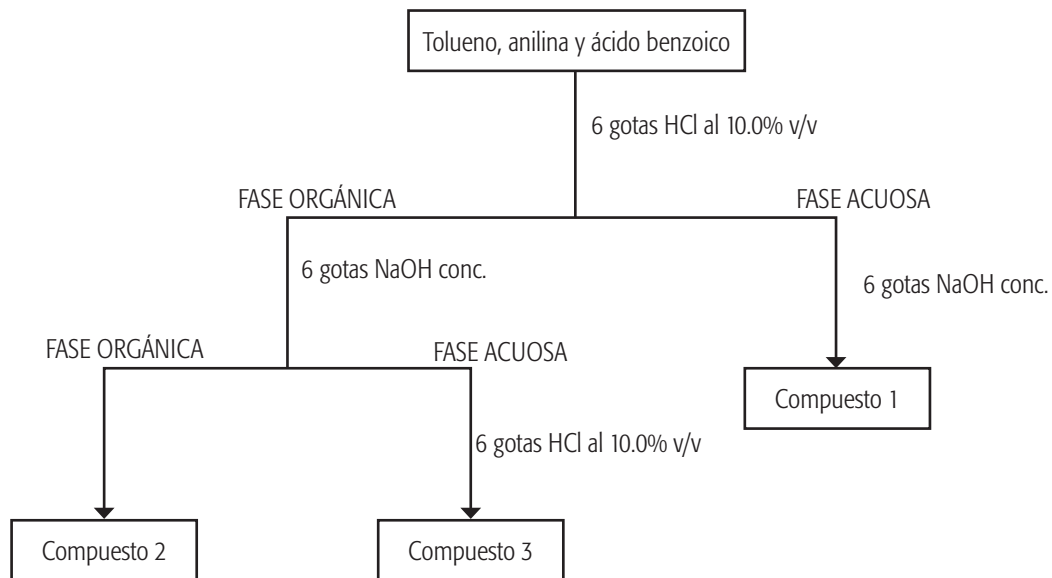 Tolueno, anilina y ácido benzoico
6 gotas HCl al 10.0% v/v
FASE ORGÁNICA
FASE ACUOSA
6 gotas NaOH conc.
6 gotas NaOH conc.
FASE ORGÁNICA
FASE ACUOSA
Compuesto 1
6 gotas HCl al 10.0% v/v
Compuesto 2
Compuesto 3